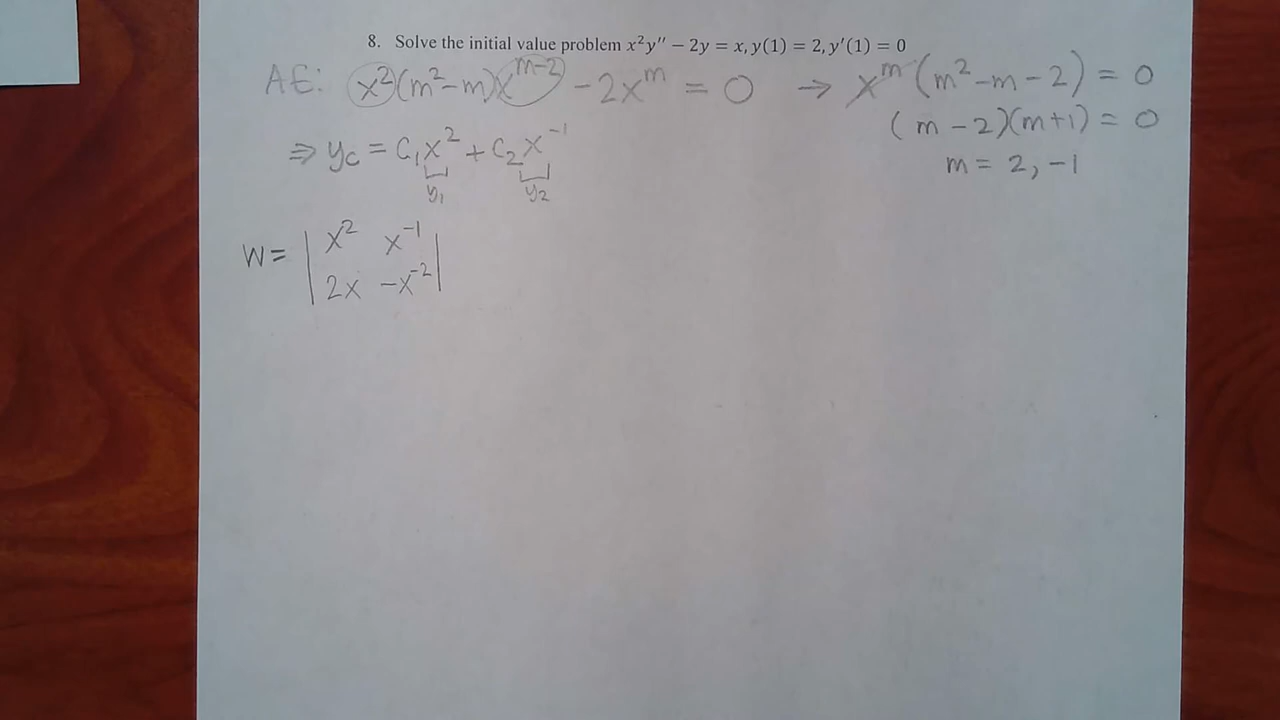 8. Solve the initial value problem x²y′′ − 2y = x, y(1) = 2, y′(1) = 0
AE: x²(m²−m)x^(m−2) − 2x^m = 0 → x^m(m²−m−2) = 0
(m−2)(m+1) = 0
⇒ y_c = C₁x² + C₂x⁻¹
m = 2, −1
y₁ y₂
W = | x² x⁻¹ |
| 2x −x⁻² |